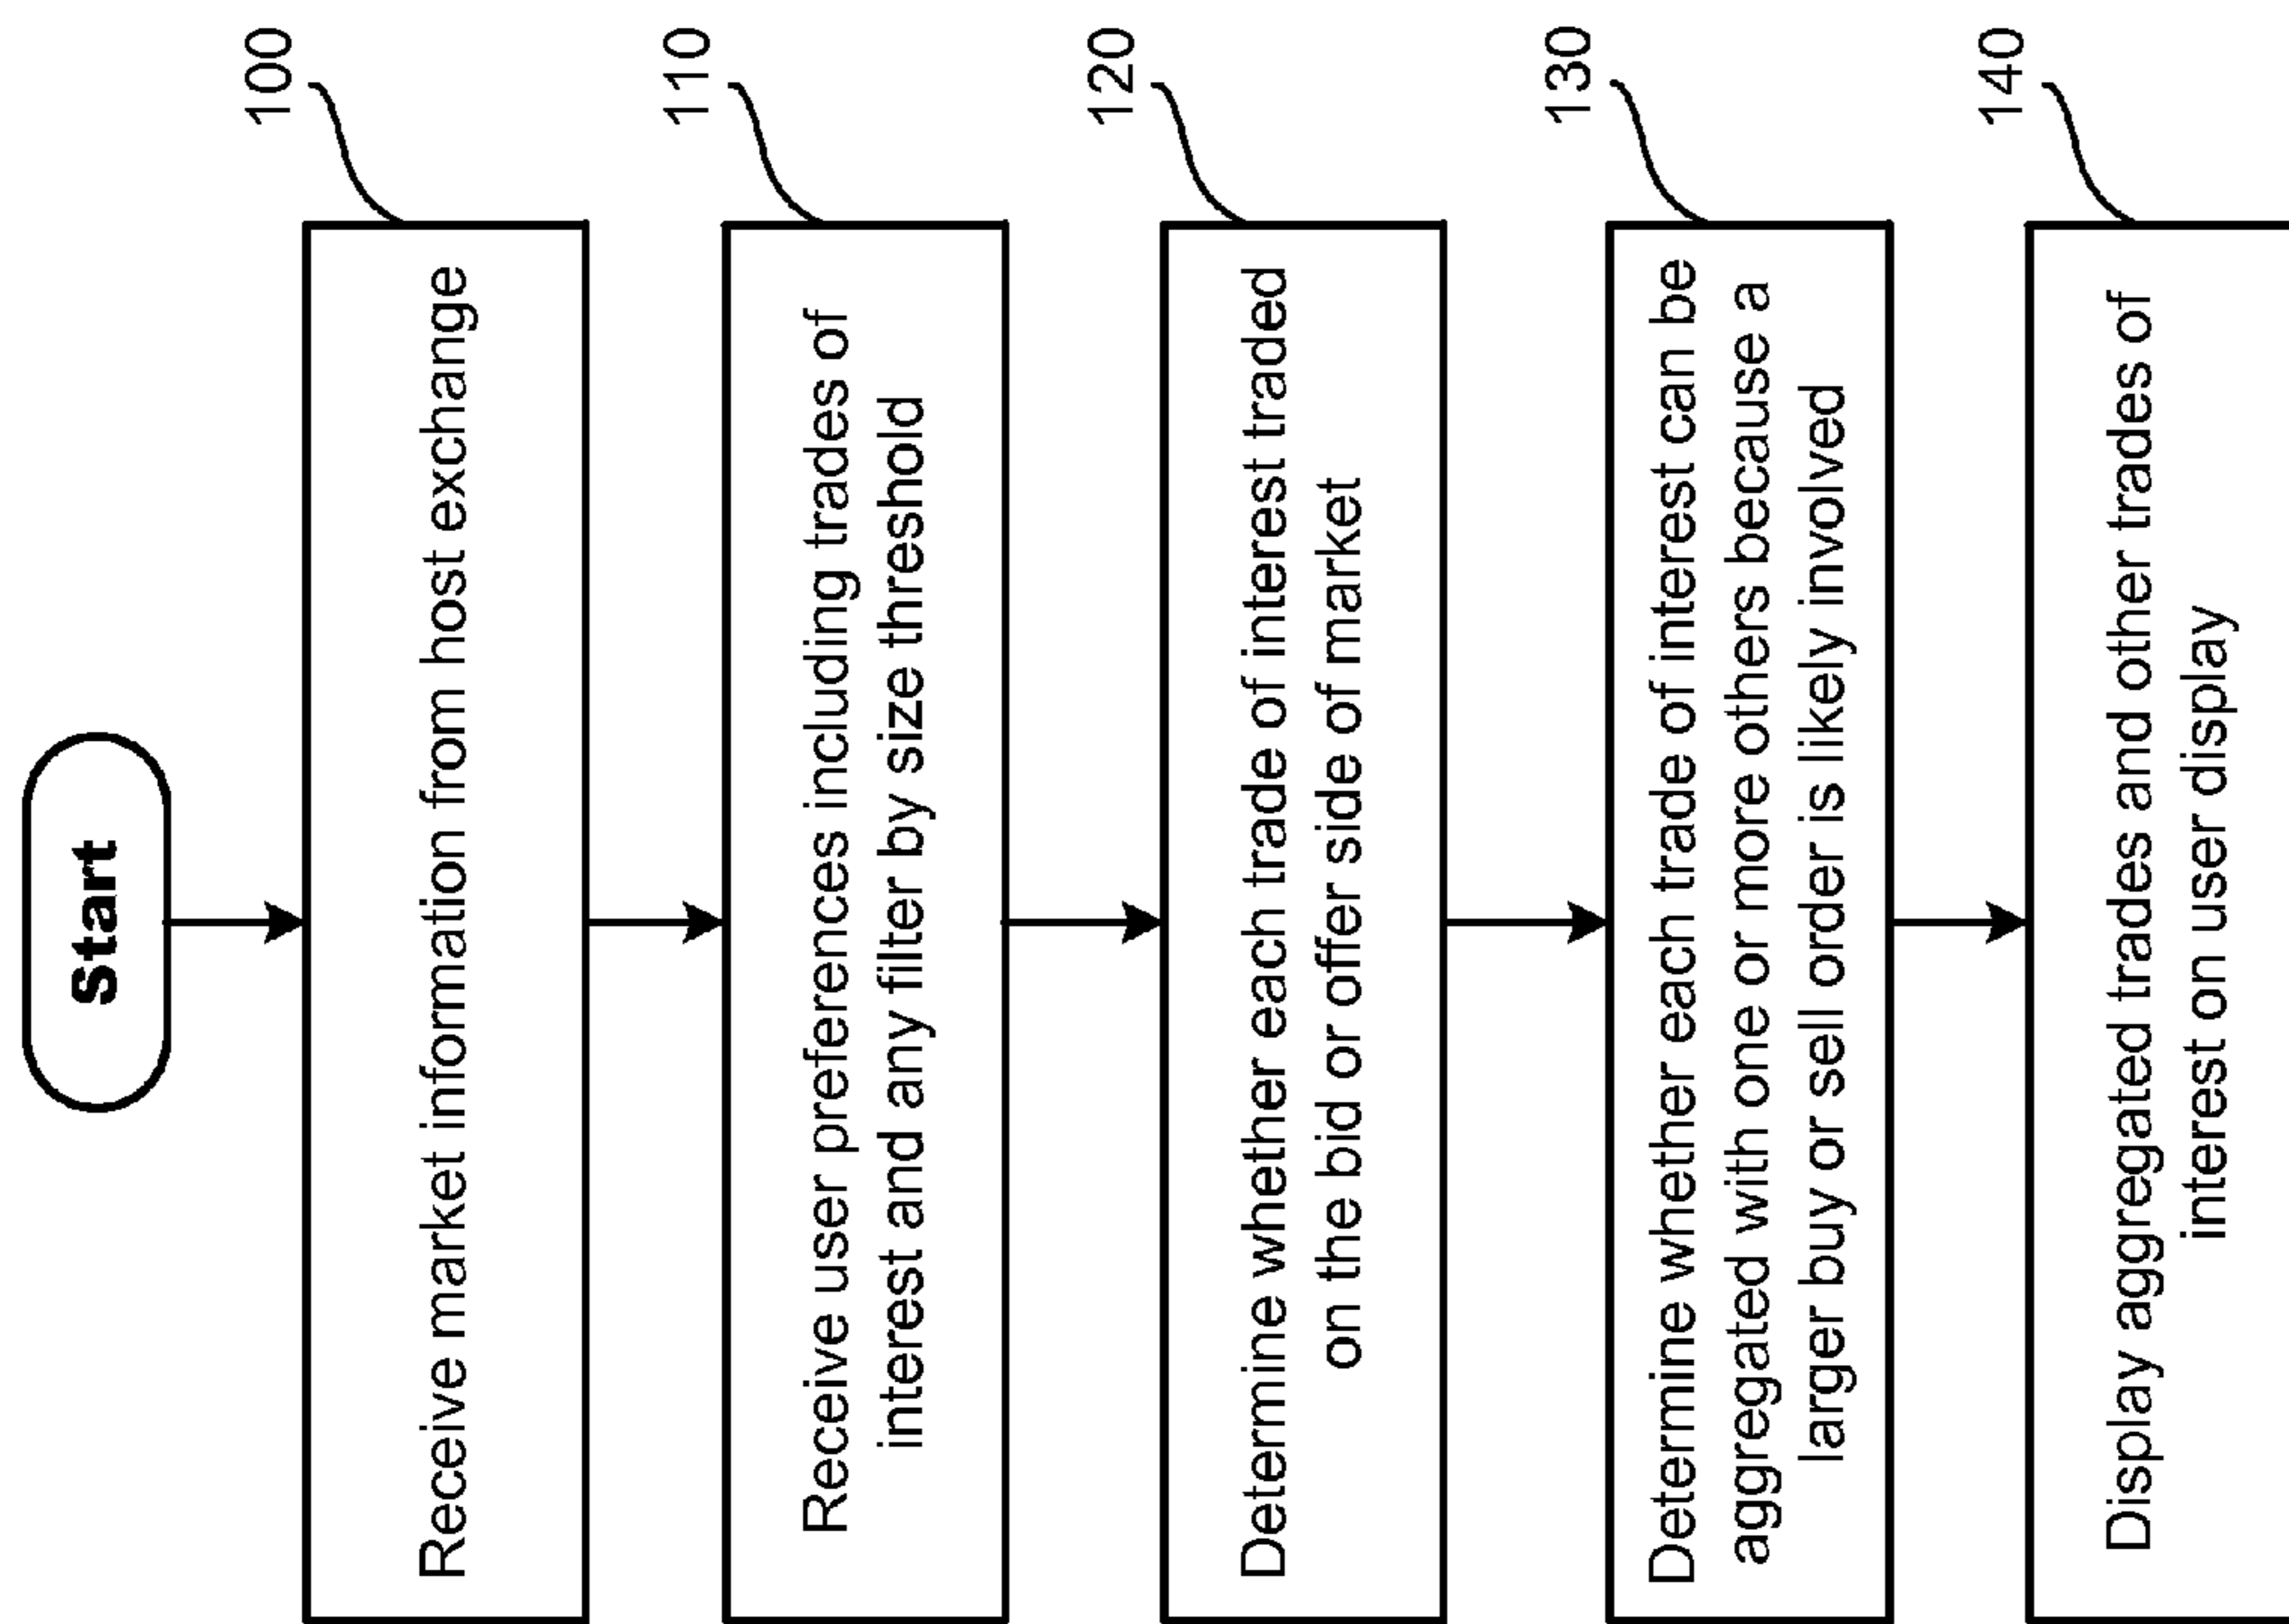 Start
100
Receive market information from host exchange
110
Receive user preferences including trades of
interest and any filter by size threshold
120
Determine whether each trade of interest traded
on the bid or offer side of market
130
Determine whether each trade of interest can be
aggregated with one or more others because a
larger buy or sell order is likely involved
140
Display aggregated trades and other trades of
interest on user display